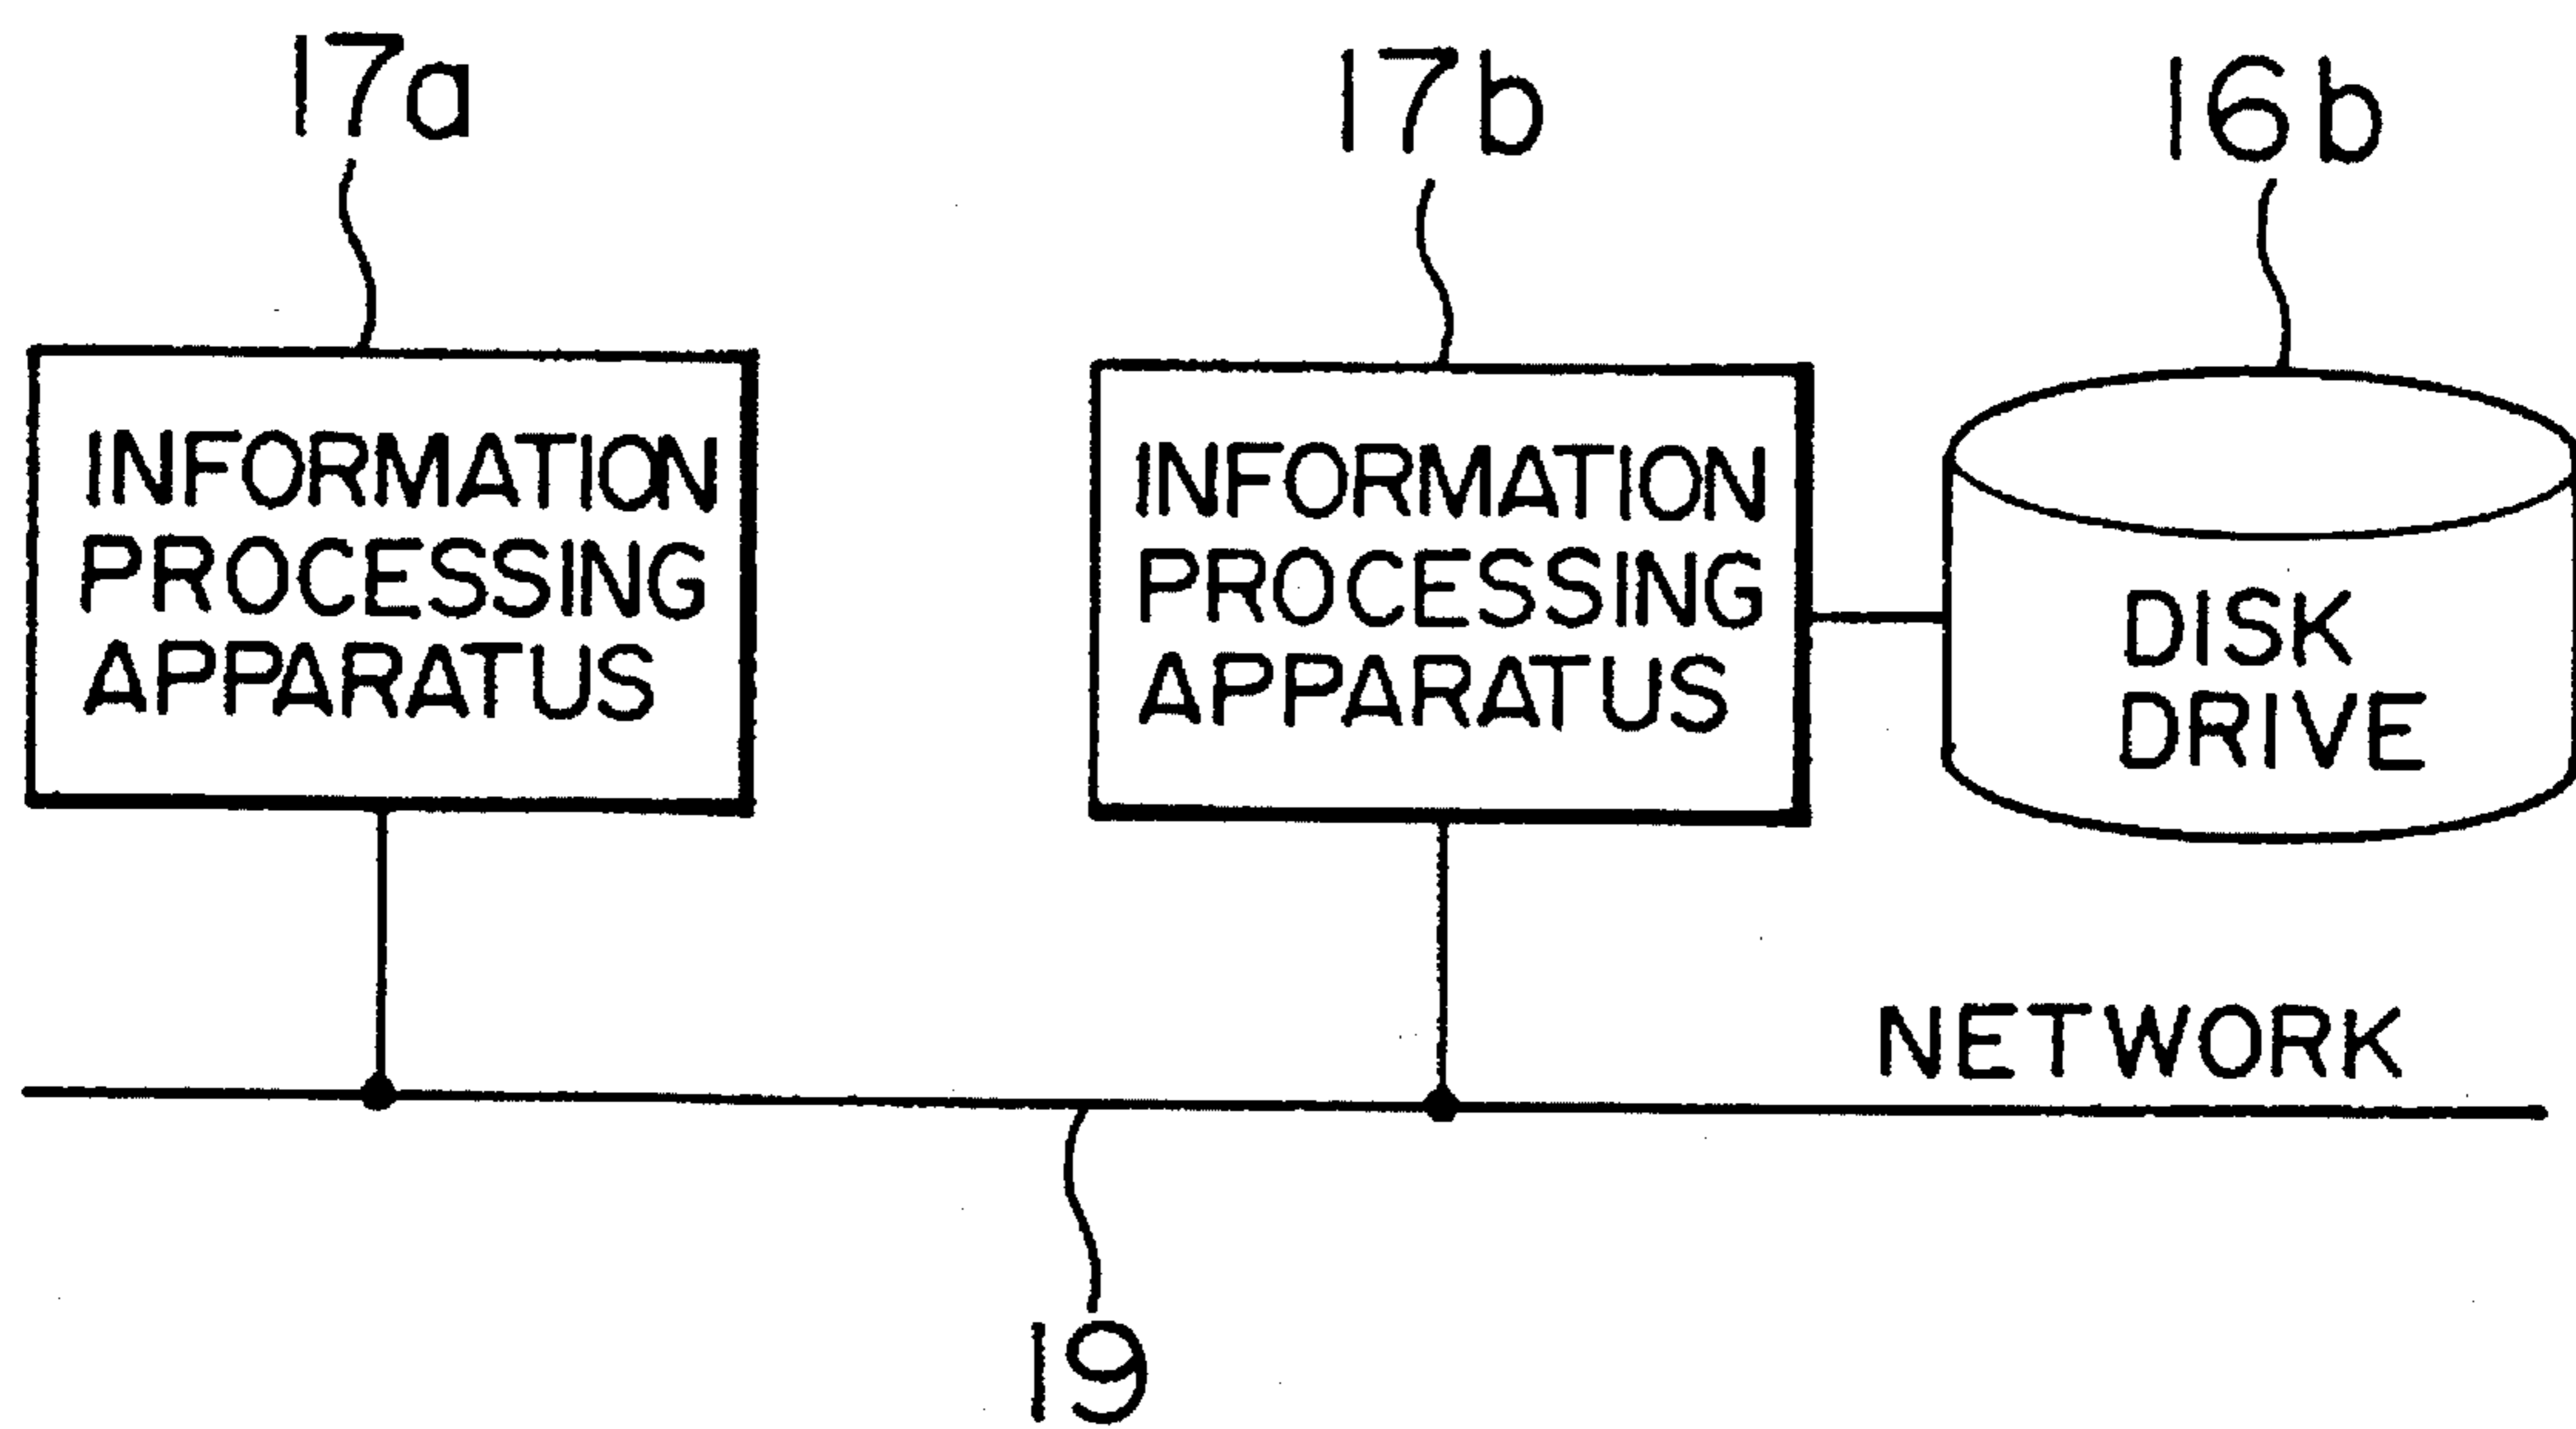 17a
17b
16b
INFORMATION
PROCESSING
APPARATUS
INFORMATION
PROCESSING
APPARATUS
DISK
DRIVE
NETWORK
19